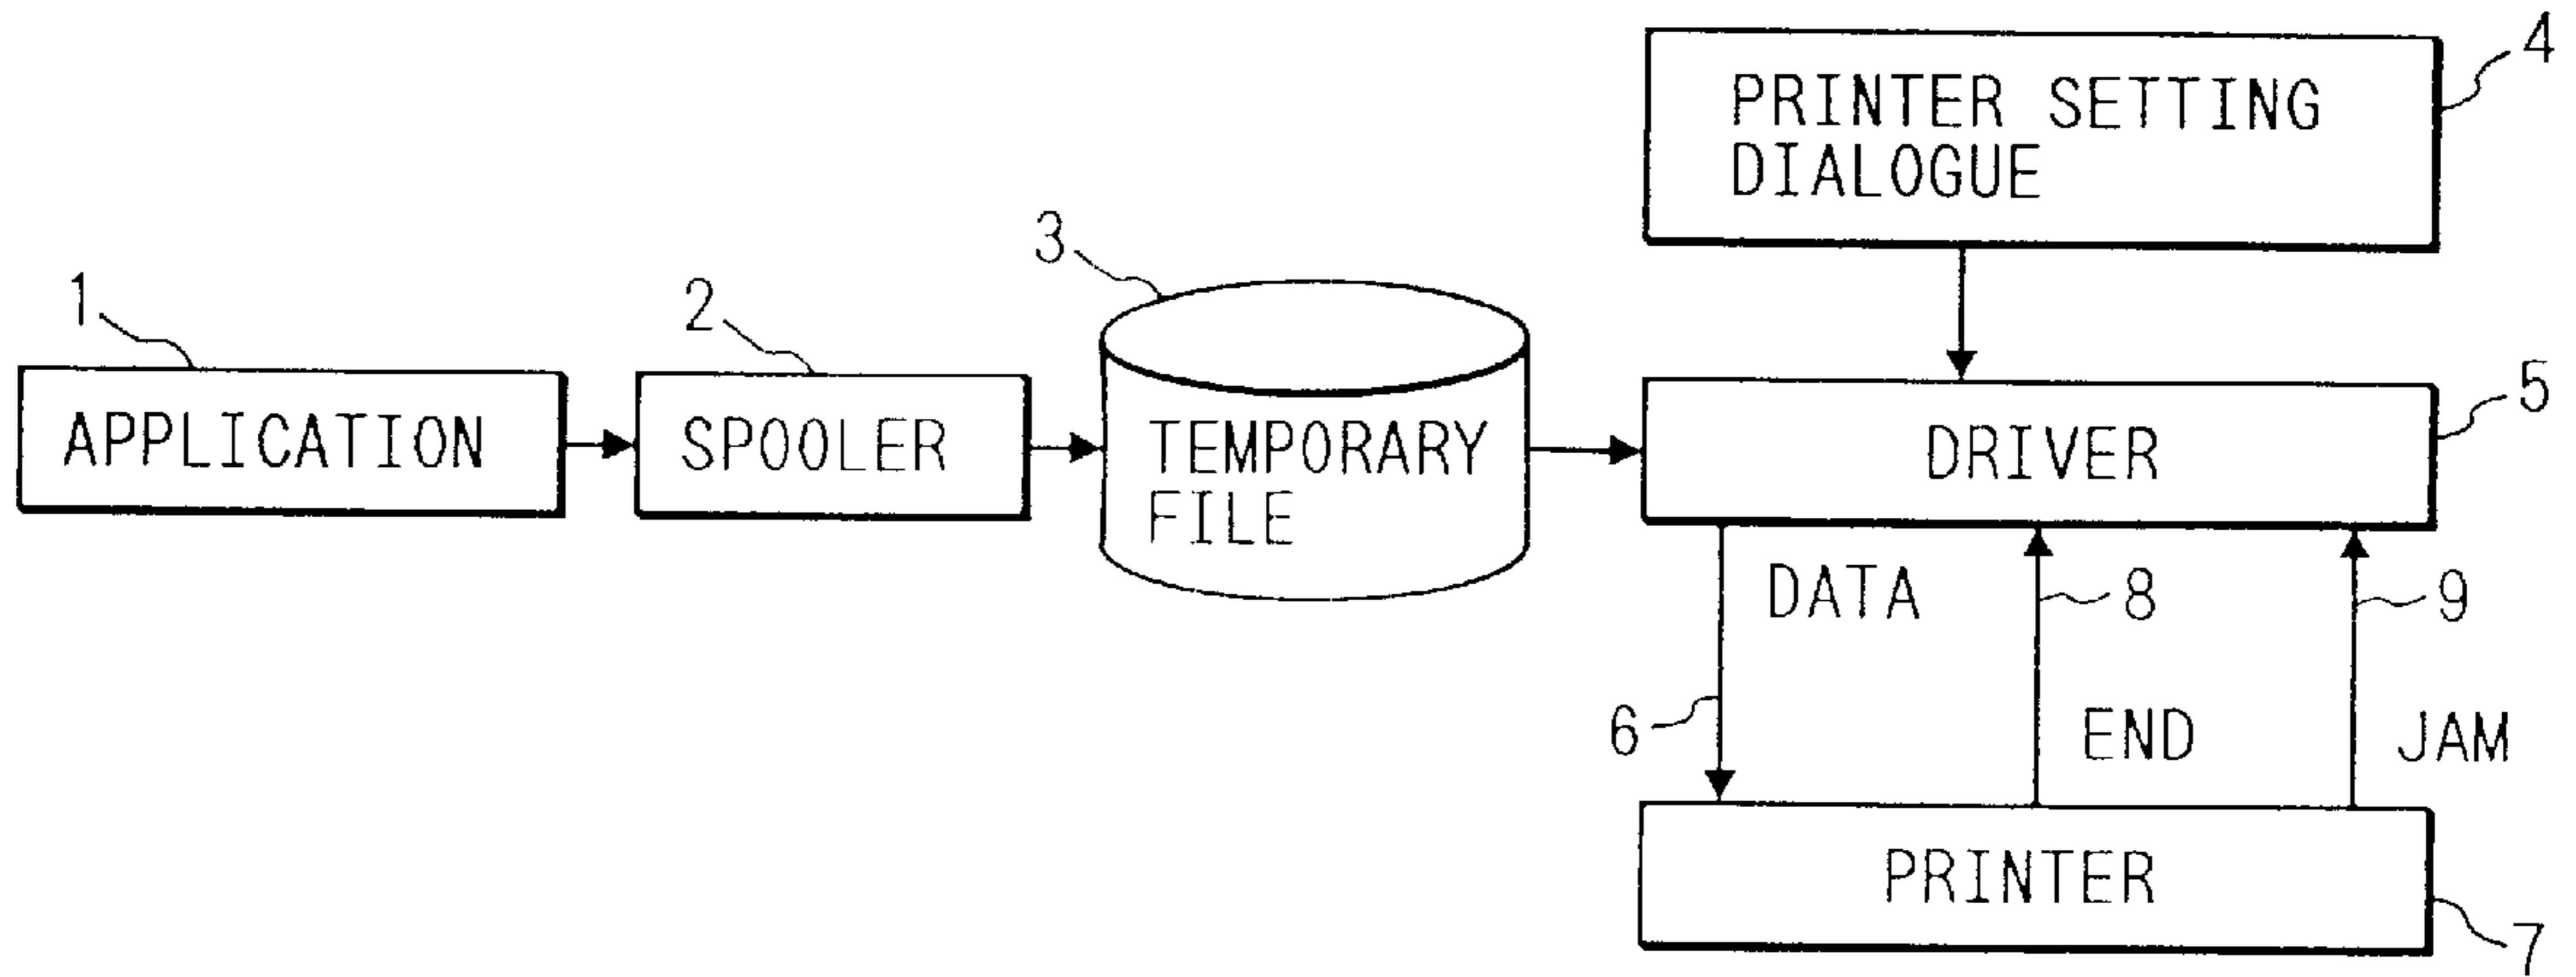 4
PRINTER SETTING
DIALOGUE
3
1
2
5
APPLICATION
SPOOLER
TEMPORARY
FILE
DRIVER
DATA
8
9
6
END
JAM
PRINTER
7